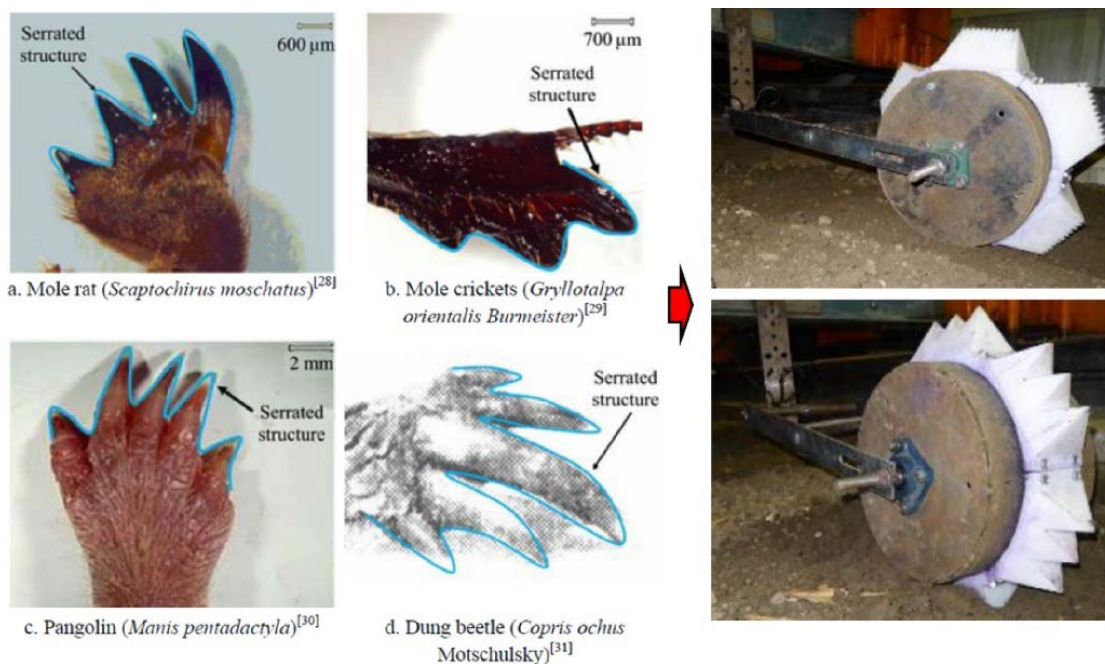 Serrated
structure
600 μm
a. Mole rat (Scaptochirus moschatus)[28]
700 μm
Serrated
structure
b. Mole crickets (Gryllotalpa
orientalis Burmeister)[29]
2 mm
Serrated
structure
c. Pangolin (Manis pentadactyla)[30]
Serrated
structure
d. Dung beetle (Copris ochus
Motschulsky)[31]